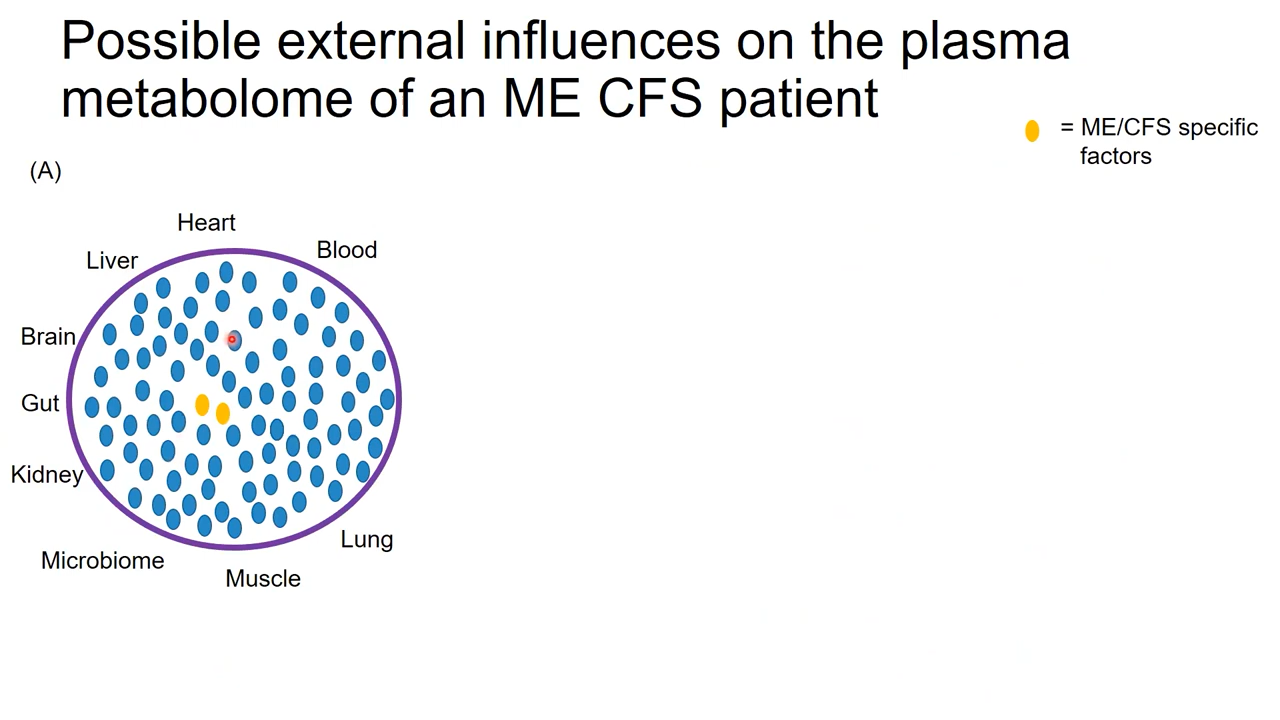 Possible external influences on the plasma
metabolome of an ME CFS patient
= ME/CFS specific
factors
(A)
Heart
Blood
Liver
Brain
Gut
Kidney
Lung
Microbiome
Muscle